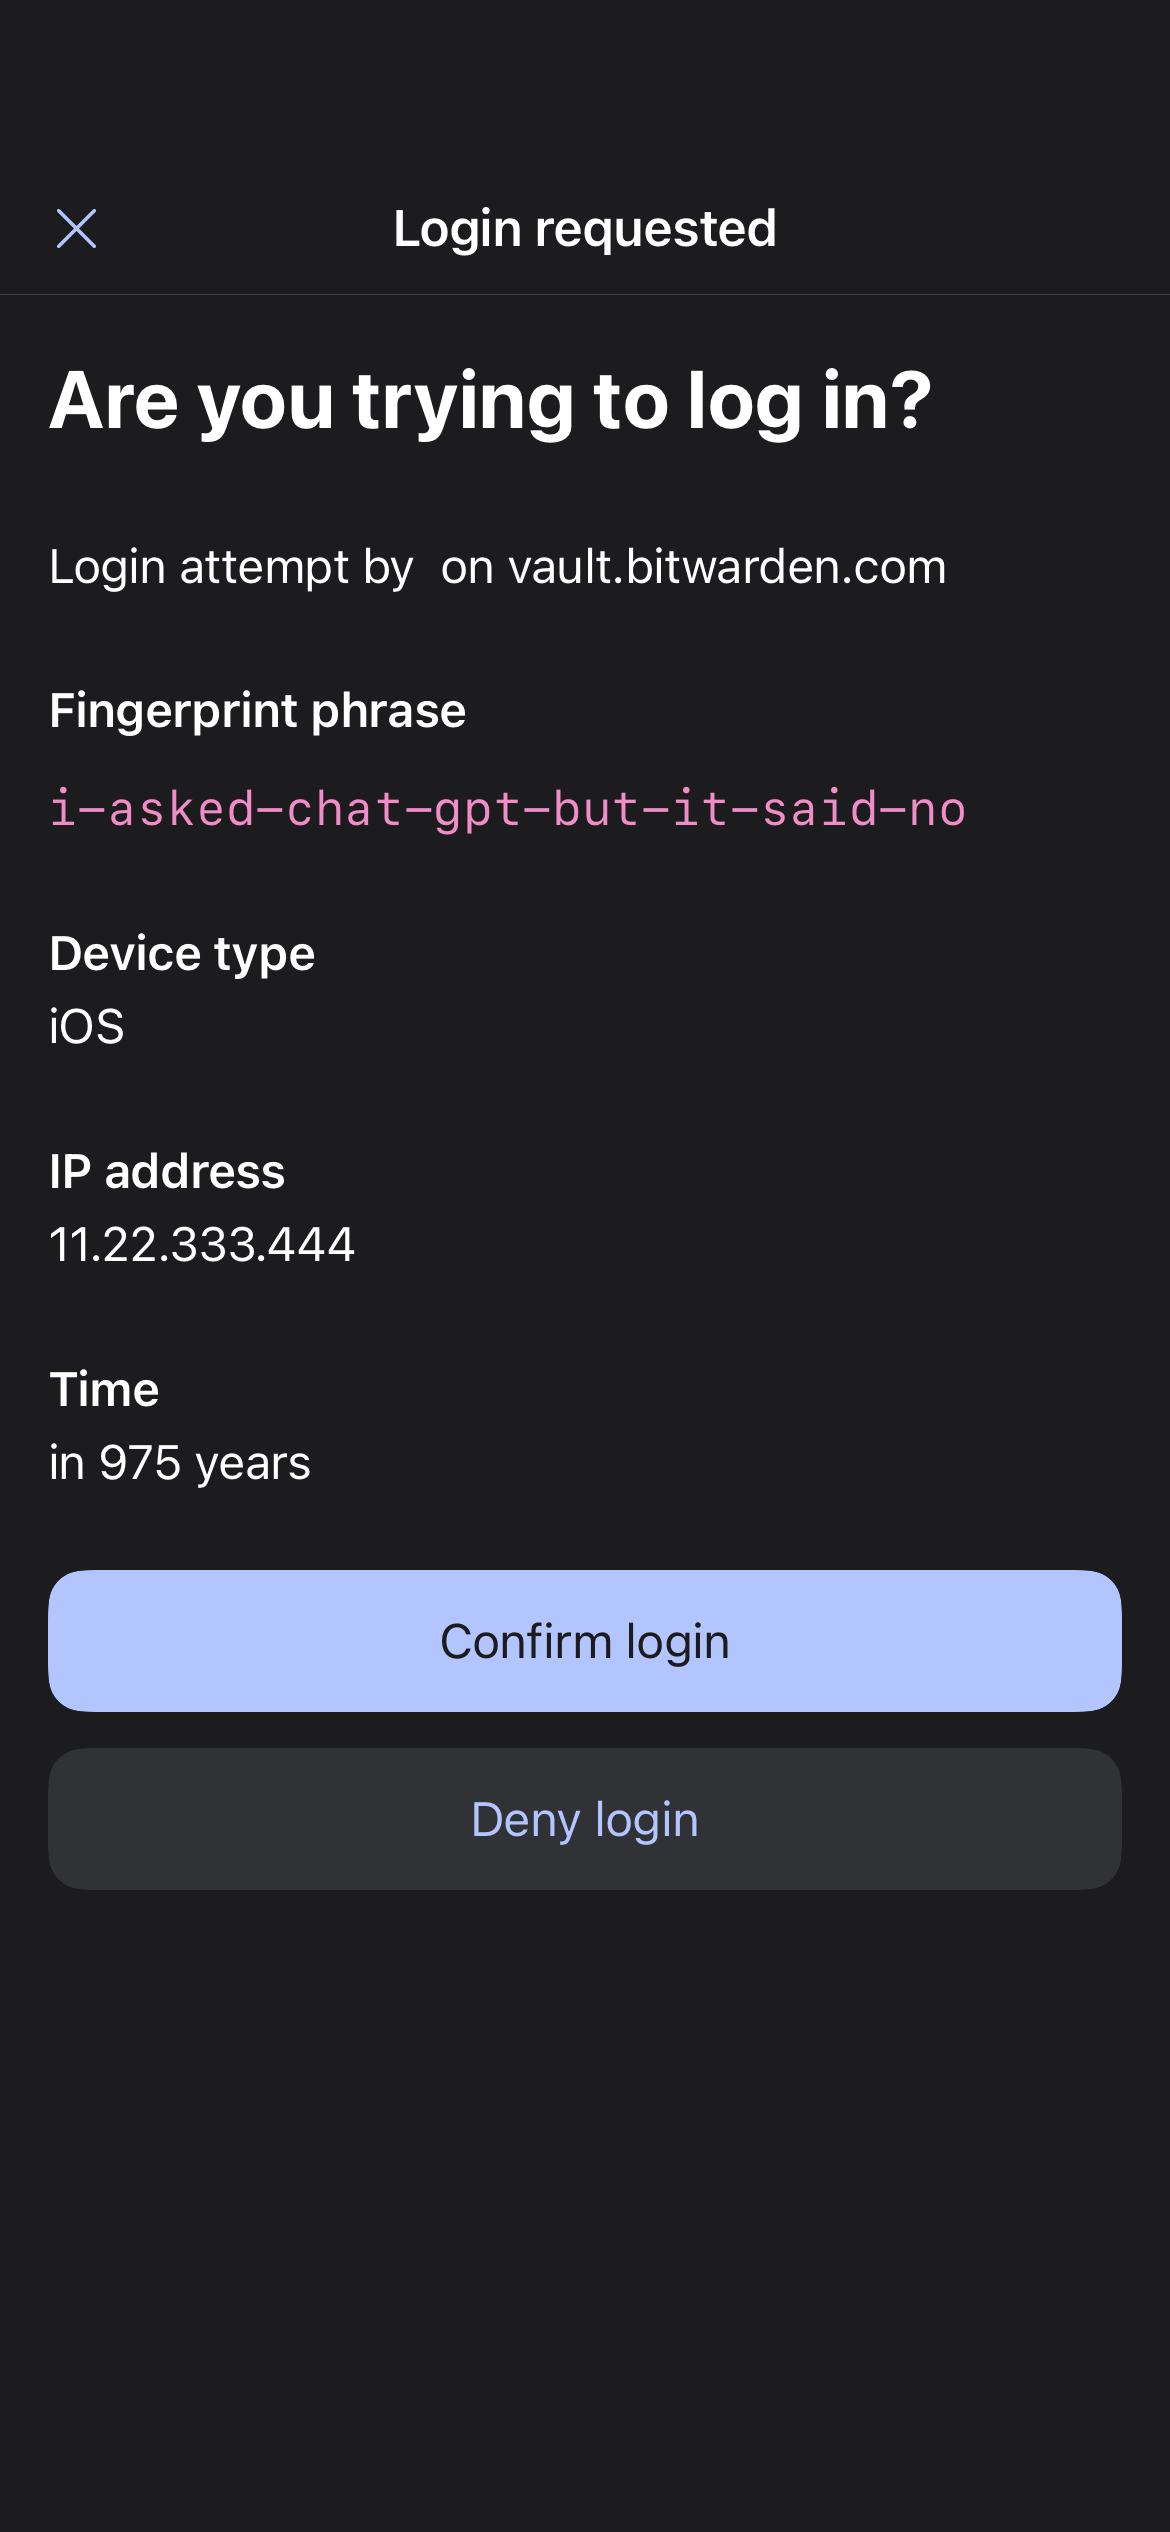 Login requested
Are you trying to log in?
Login attempt by  on vault.bitwarden.com
Fingerprint phrase
i-asked-chat-gpt-but-it-said-no
Device type
iOS
IP address
11.22.333.444
Time
in 975 years
Confirm login
Deny login